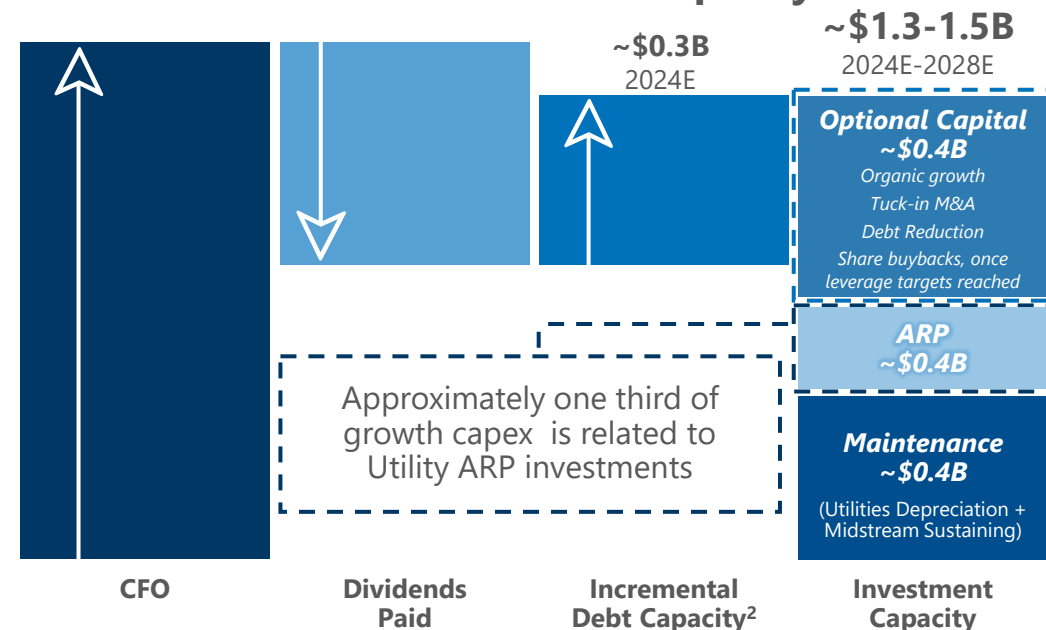 ~$0.3B
2024E
~$1.3-1.5B
2024E-2028E
Optional Capital
~$0.4B
Organic growth
Tuck-in M&A
Debt Reduction
Share buybacks, once
leverage targets reached
ARP
~$0.4B
Approximately one third of
growth capex is related to
Utility ARP investments
Maintenance
~$0.4B
(Utilities Depreciation +
Midstream Sustaining)
CFO
Dividends
Paid
Incremental
Debt Capacity²
Investment
Capacity